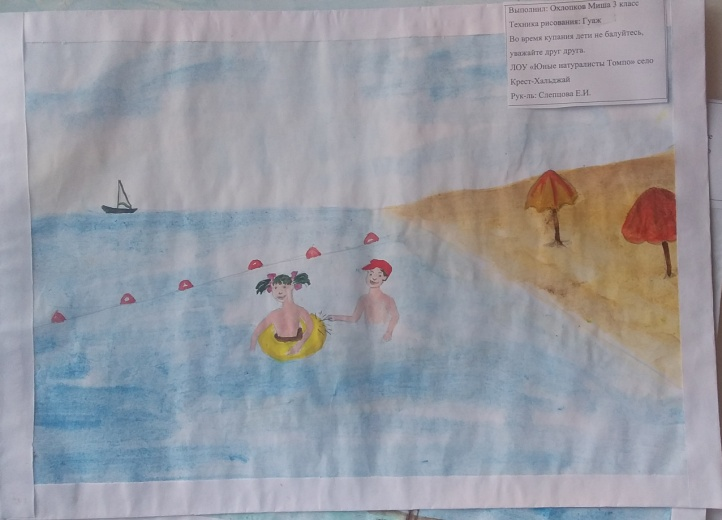 Выполнил: Охлопков Миша 3 класс
Техника рисования: Гуаж
Во время купания дети не балуйтесь,
уважайте друг друга.
ЛОУ «Юные натуралисты Томпо» село
Крест-Хальджай
Рук-ль: Слепцова Е.И.